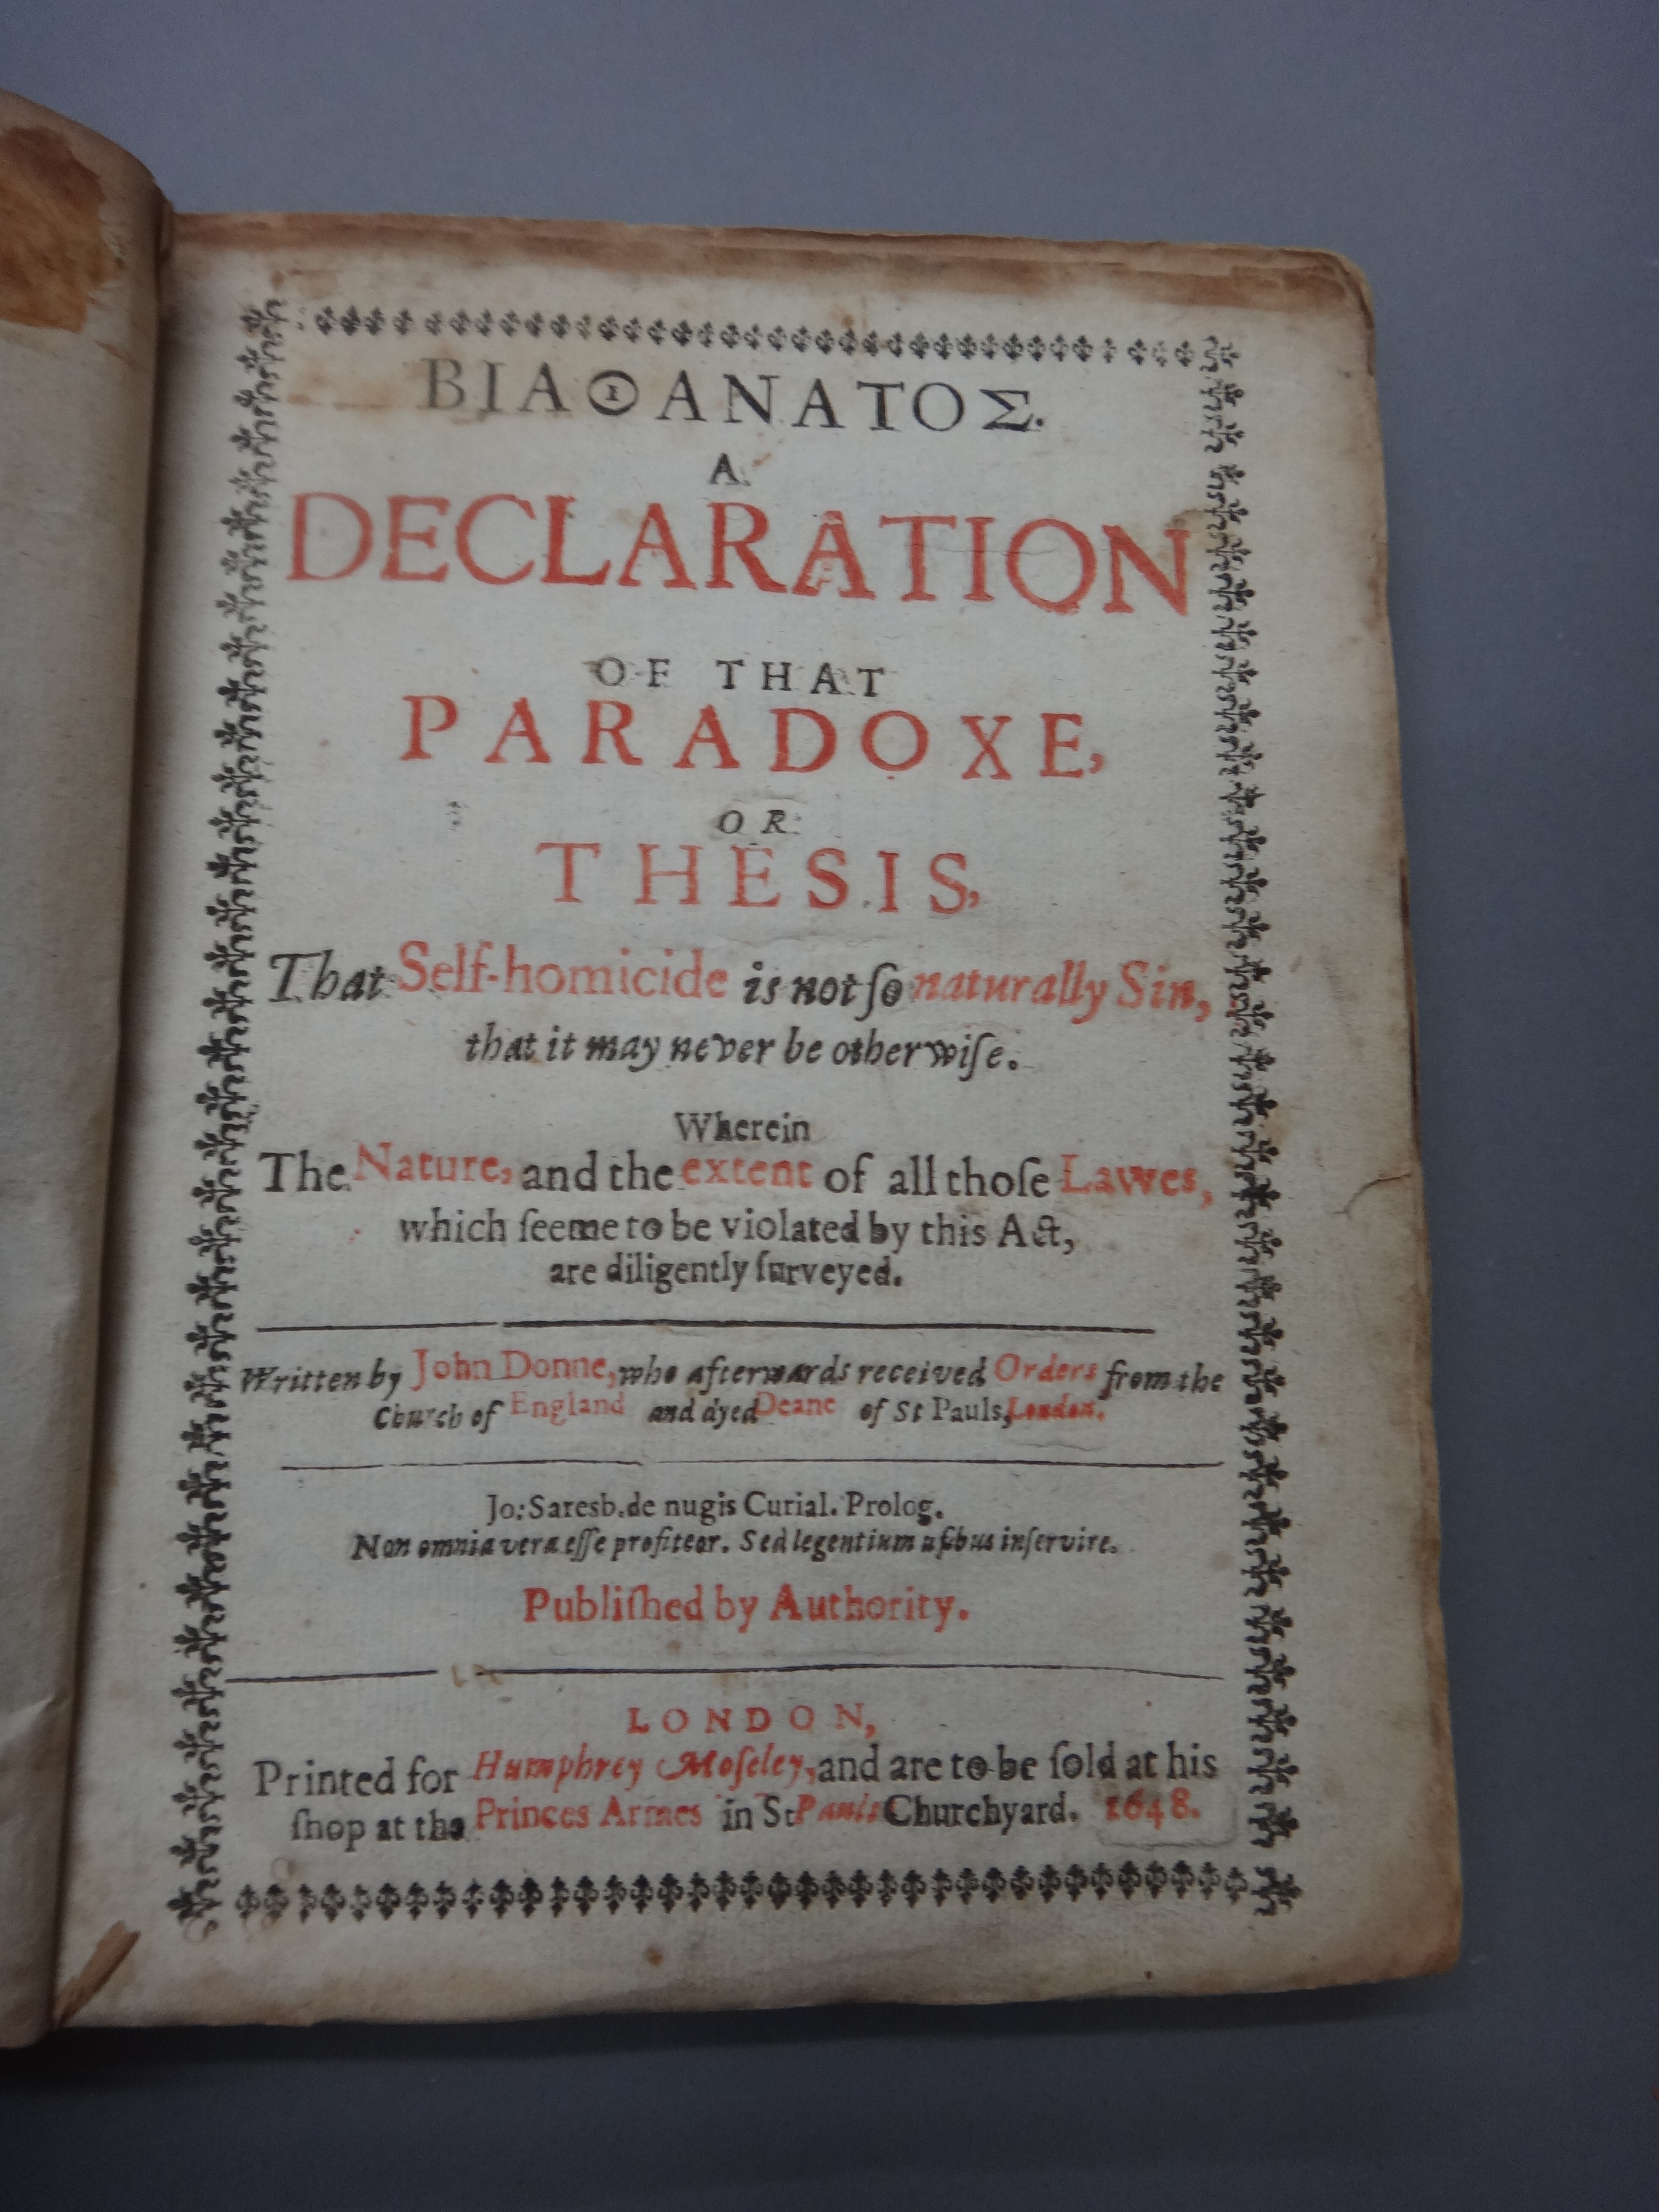 ΒΙΑΘΑΝΑΤΟΣ.
A
DECLARATION
OF THAT
PARADOXE,
OR
THESIS,
That Self-homicide is not ſo naturally Sin,
that it may never be otherwiſe.
Wherein
The Nature, and the extent of all thoſe Lawes,
which ſeeme to be violated by this Act,
are diligently ſurveyed.
Written by John Donne, who afterwards received Orders from the
Church of England and dyed Deane of St Pauls, London.
Jo: Saresb. de nugis Curial. Prolog.
Non omnia vera eſſe profiteor. Sed legentium uſibus inſervire.
Publiſhed by Authority.
LONDON,
Printed for Humphrey Moſeley, and are to be ſold at his
ſhop at the Princes Armes in St Pauls Churchyard. 1648.